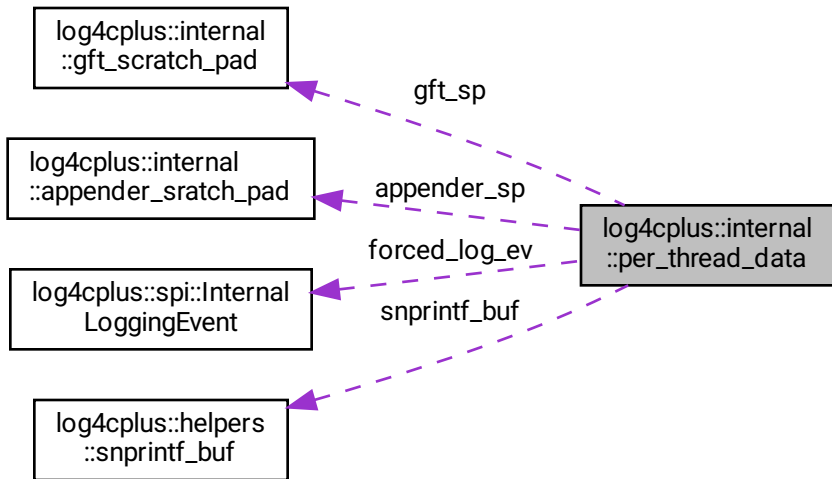 log4cplus::internal
::gft_scratch_pad
gft_sp
log4cplus::internal
::appender_sratch_pad
appender_sp
log4cplus::internal
::per_thread_data
forced_log_ev
log4cplus::spi::Internal
LoggingEvent
snprintf_buf
log4cplus::helpers
::snprintf_buf